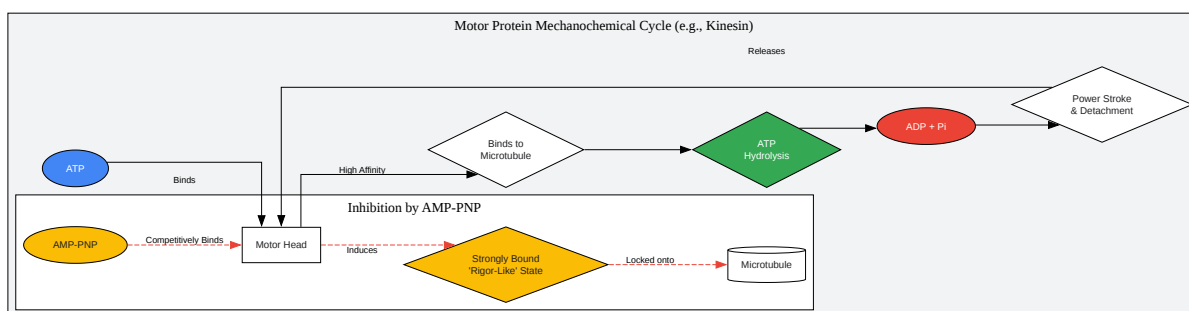 Motor Protein Mechanochemical Cycle (e.g., Kinesin)
Releases
Power Stroke
& Detachment
ADP + Pi
Binds to
Microtubule
ATP
Hydrolysis
ATP
High Affinity
Binds
Inhibition by AMP-PNP
AMP-PNP
Competitively Binds
Motor Head
Induces
Strongly Bound
'Rigor-Like' State
Locked onto
Microtubule